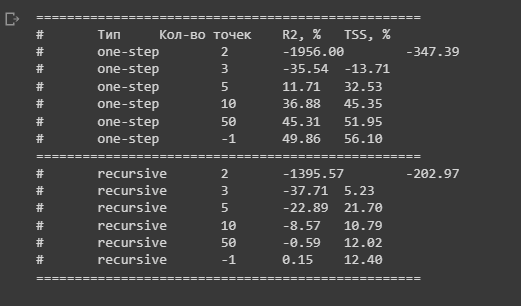 ==================================================
# Тип Кол-во точек R2, % TSS, %
# one-step 2 -1956.00 -347.39
# one-step 3 -35.54 -13.71
# one-step 5 11.71 32.53
# one-step 10 36.88 45.35
# one-step 50 45.31 51.95
# one-step -1 49.86 56.10
==================================================
# recursive 2 -1395.57 -202.97
# recursive 3 -37.71 5.23
# recursive 5 -22.89 21.70
# recursive 10 -8.57 10.79
# recursive 50 -0.59 12.02
# recursive -1 0.15 12.40
==================================================